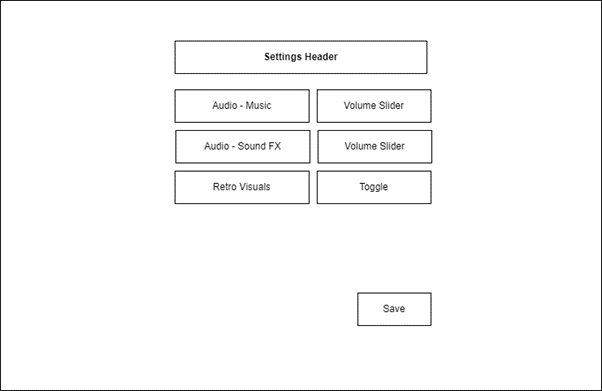 Settings Header
Audio - Music
Volume Slider
Audio - Sound FX
Volume Slider
Retro Visuals
Toggle
Save